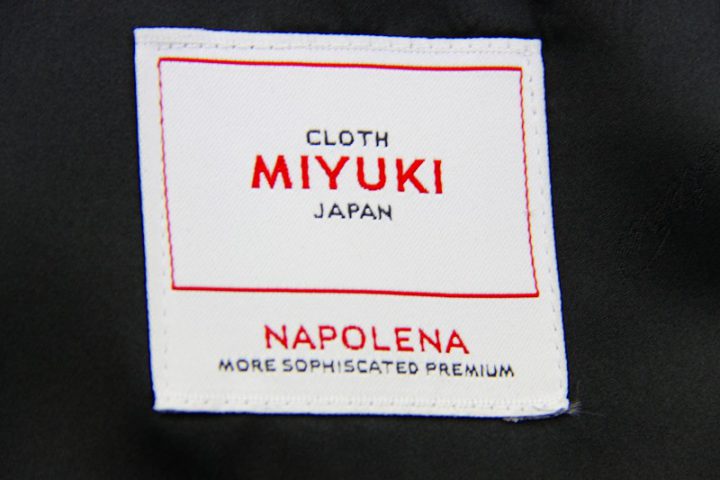 CLOTH
MIYUKI
JAPAN
NAPOLENA
MORE SOPHISCATED PREMIUM